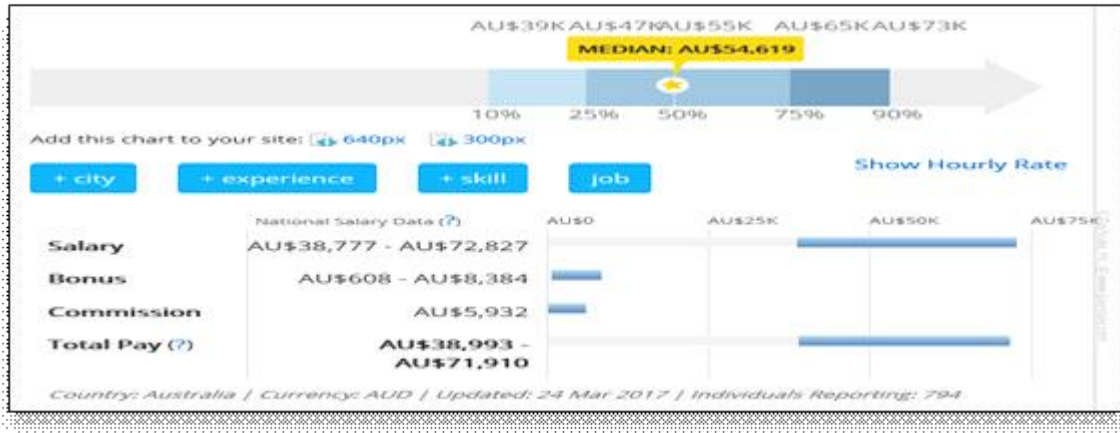 AU$39K AU$47K AU$55K AU$65K AU$73K
MEDIAN: AU$54,619
10% 25% 50% 75% 90%
Add this chart to your site: 640px 300px
Show Hourly Rate
+ city + experience + skill job
National Salary Data (?) AU$0 AU$25K AU$50K AU$75K
Salary AU$38,777 - AU$72,827
Bonus AU$608 - AU$8,384
Commission AU$5,932
Total Pay (?) AU$38,993 -
AU$71,910
Country: Australia | Currency: AUD | Updated: 24 Mar 2017 | Individuals Reporting: 794